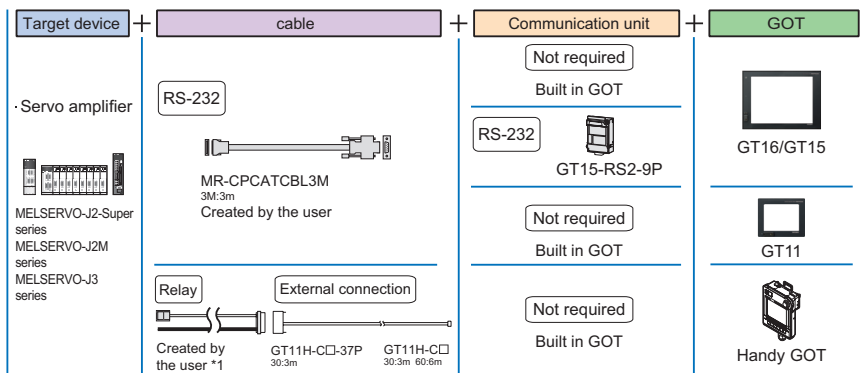 Target device + cable + Communication unit + GOT
· Servo amplifier
MELSERVO-J2-Super
series
MELSERVO-J2M
series
MELSERVO-J3
series
RS-232
MR-CPCATCBL3M
3M:3m
Created by the user
Relay
Created by
the user *1
External connection
GT11H-C□-37P
30:3m
GT11H-C□
30:3m 60:6m
Not required
Built in GOT
RS-232
GT15-RS2-9P
Not required
Built in GOT
Not required
Built in GOT
GT16/GT15
GT11
Handy GOT